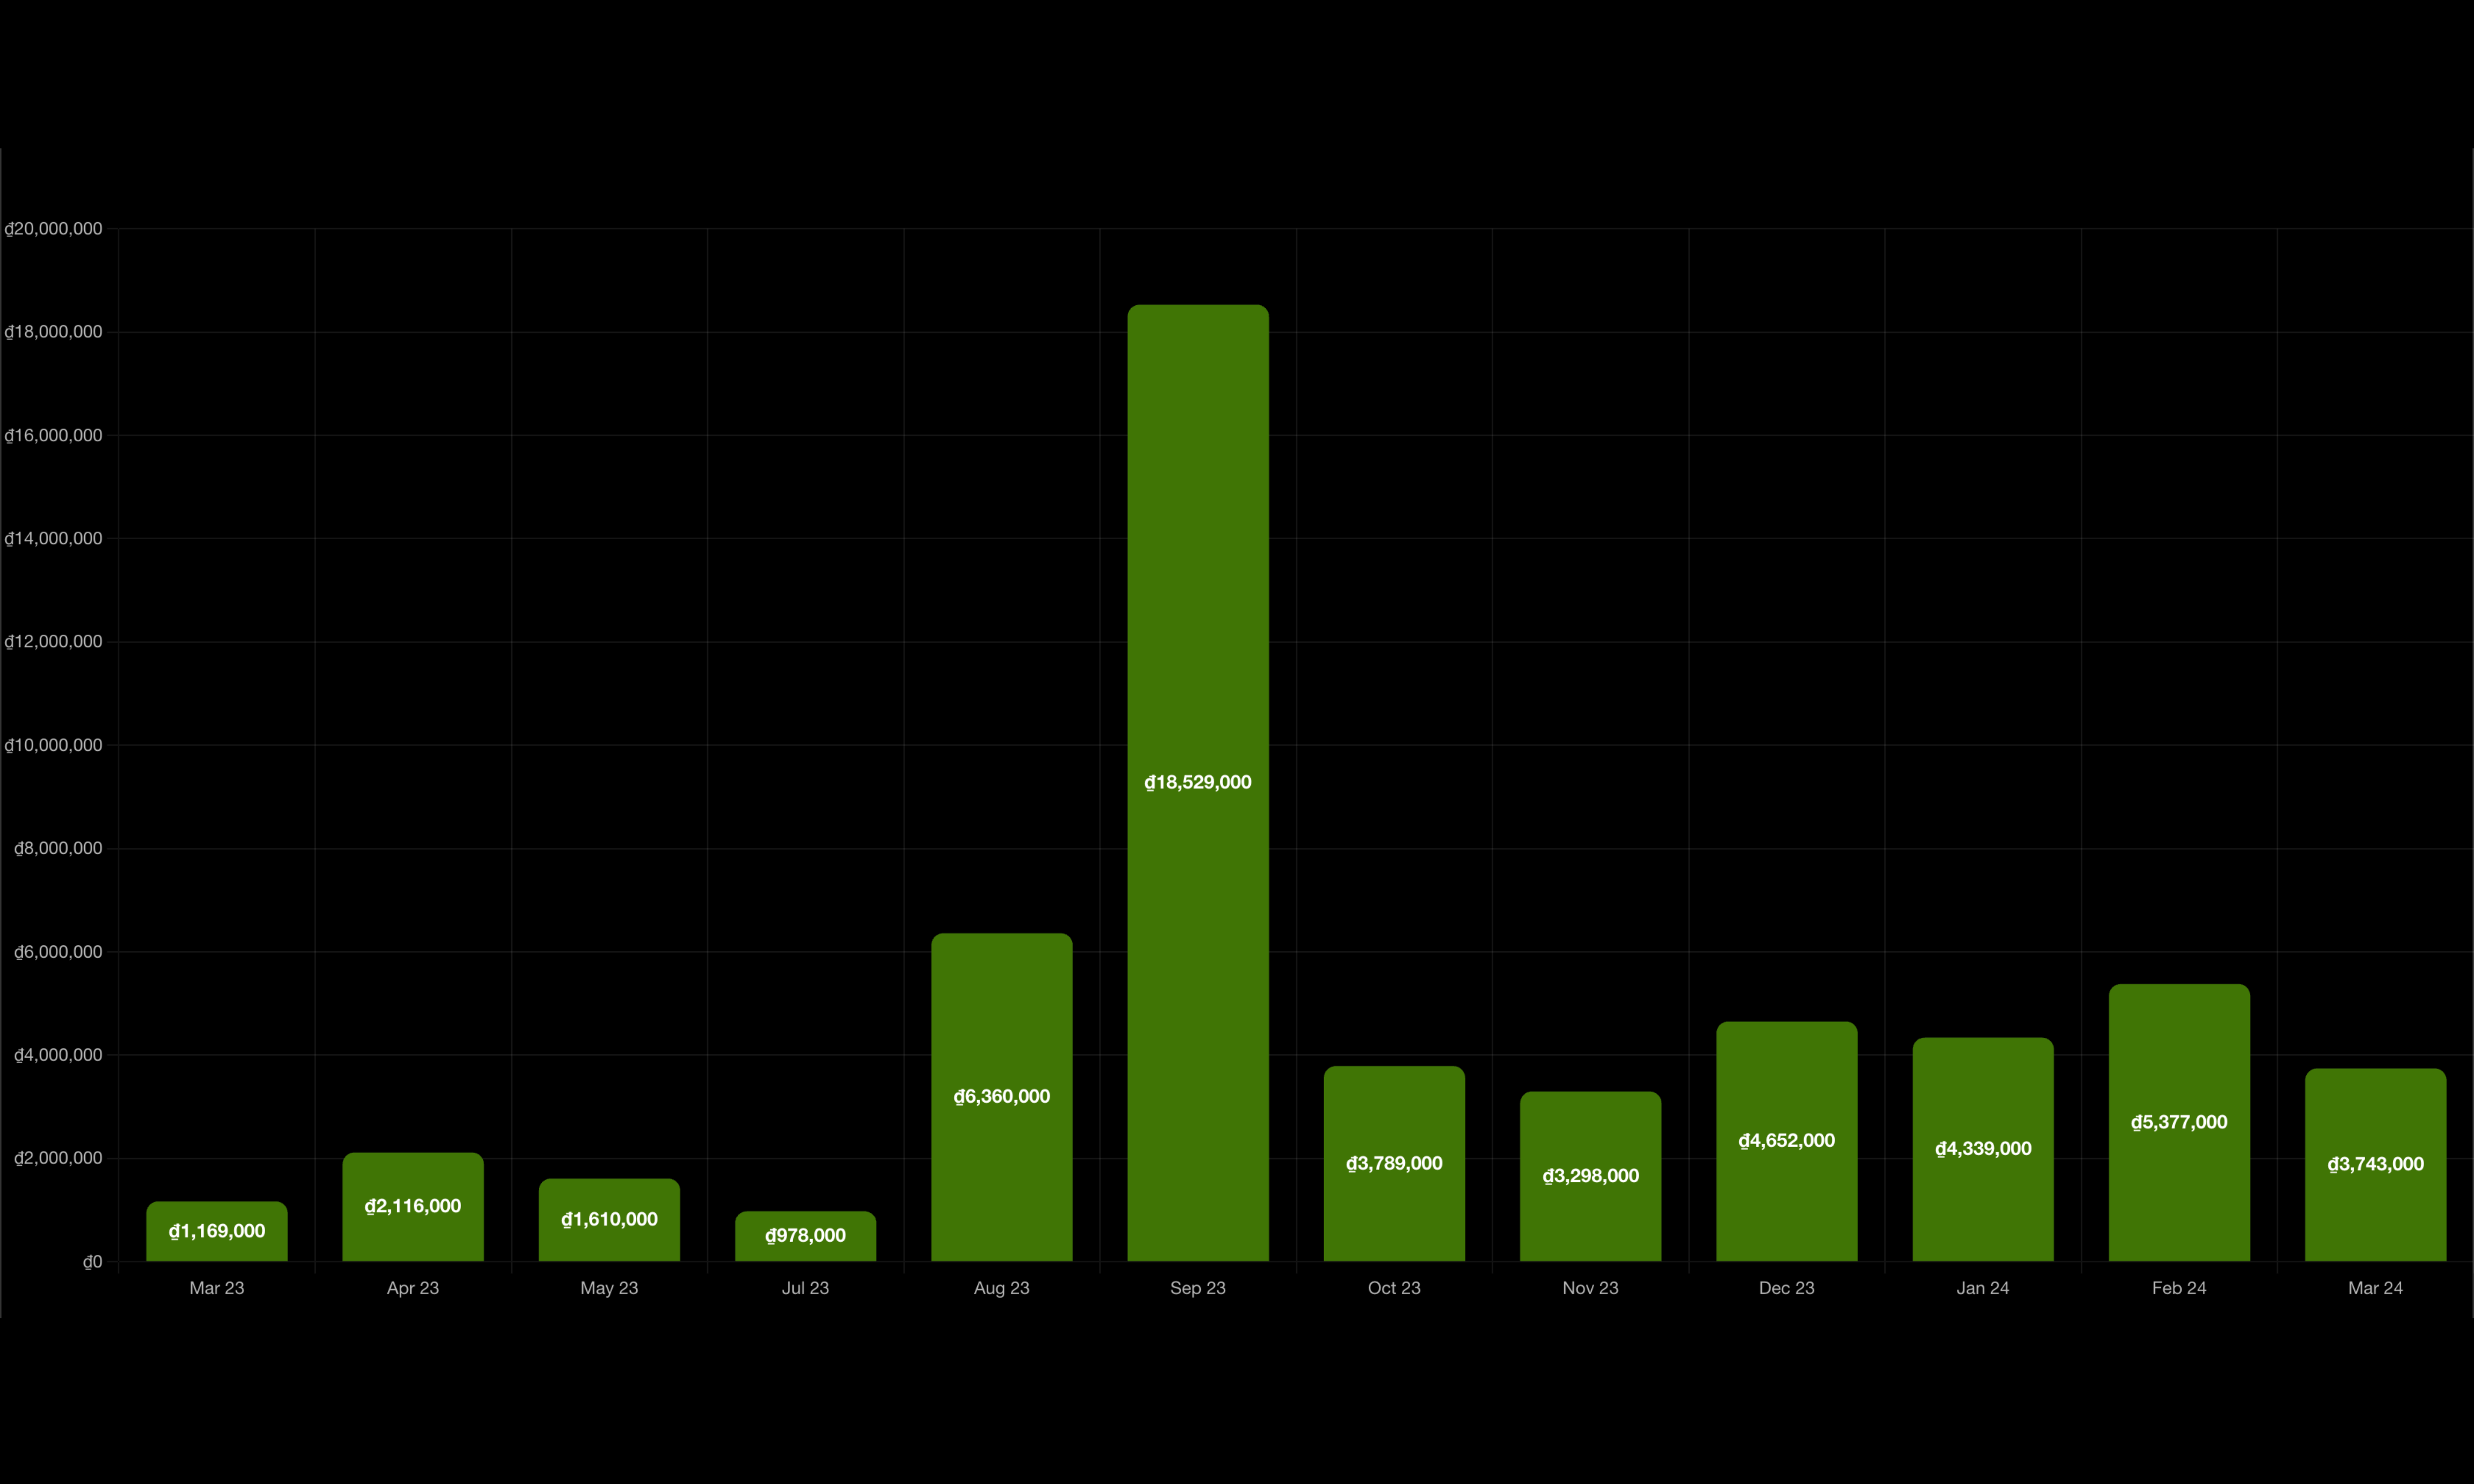 ₫20,000,000
₫18,000,000
₫16,000,000
₫14,000,000
₫12,000,000
₫10,000,000
₫8,000,000
₫6,000,000
₫4,000,000
₫2,000,000
₫0
₫1,169,000
₫2,116,000
₫1,610,000
₫978,000
₫6,360,000
₫18,529,000
₫3,789,000
₫3,298,000
₫4,652,000
₫4,339,000
₫5,377,000
₫3,743,000
Mar 23
Apr 23
May 23
Jul 23
Aug 23
Sep 23
Oct 23
Nov 23
Dec 23
Jan 24
Feb 24
Mar 24